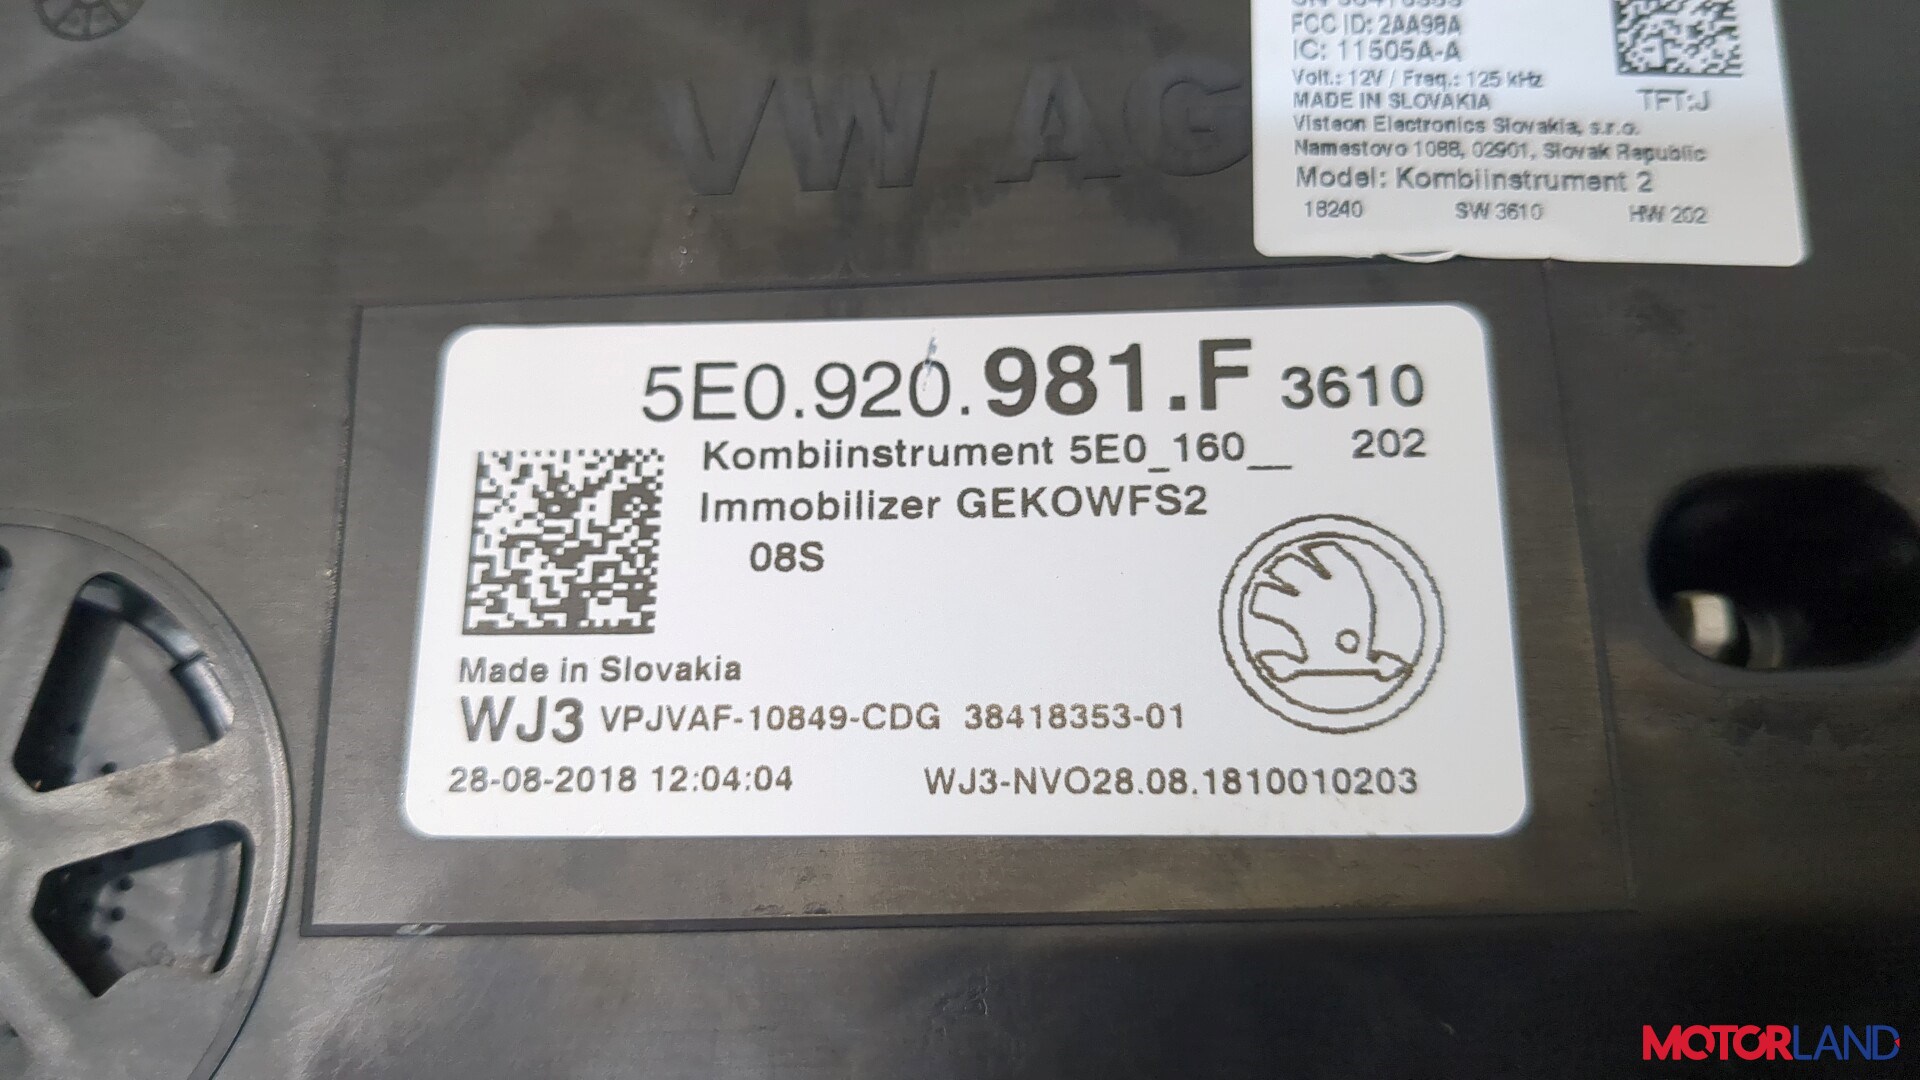 FCC ID: 2AA98A
IC: 11505A-A
Volt.: 12V / Freq.: 125 kHz
MADE IN SLOVAKIA
TFT:J
Visteon Electronics Slovakia, s.r.o.
Namestovo 1088, 02901, Slovak Republic
Model: Kombiinstrument 2
18240 SW 3610 HW 202
VW AG
5E0.920.981.F 3610
Kombiinstrument 5E0_160__ 202
Immobilizer GEKOWFS2
08S
Made in Slovakia
WJ3 VPJVAF-10849-CDG 38418353-01
28-08-2018 12:04:04 WJ3-NVO28.08.1810010203
MOTORLAND